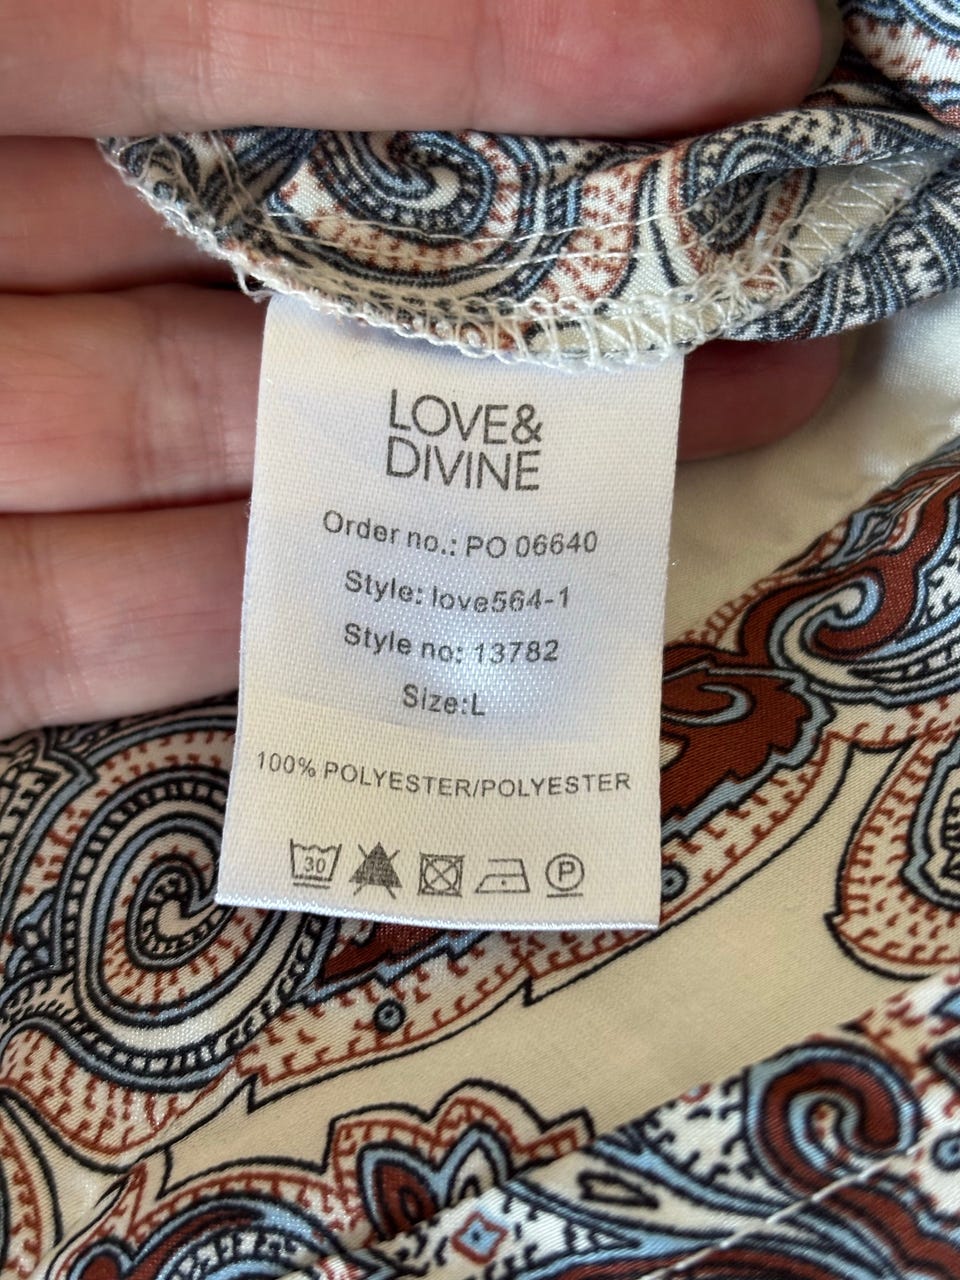 LOVE&
DIVINE
Order no.: PO 06640
Style: love564-1
Style no: 13782
Size:L
100% POLYESTER/POLYESTER
30 P